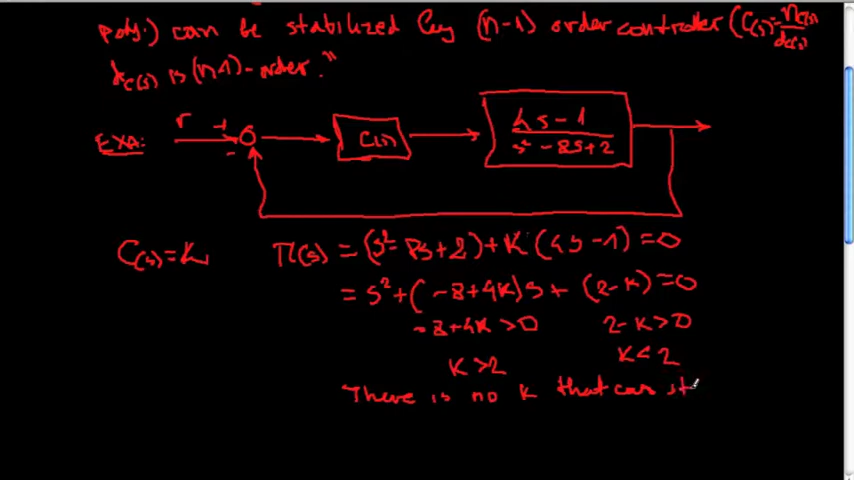 poly.) can be stabilized by (n-1) order controller (C(s)=nc(s)/dc(s)
dc(s) is (n-1)-order."
EXA: r + - C(s) 4s-1/s²-8s+2
C(s)=K Π(s) = (s²-8s+2)+K(4s-1)=0
= s²+(-8+4K)s+(2-K)=0
-8+4K>0 2-K>0
K>2 K<2
There is no K that can st